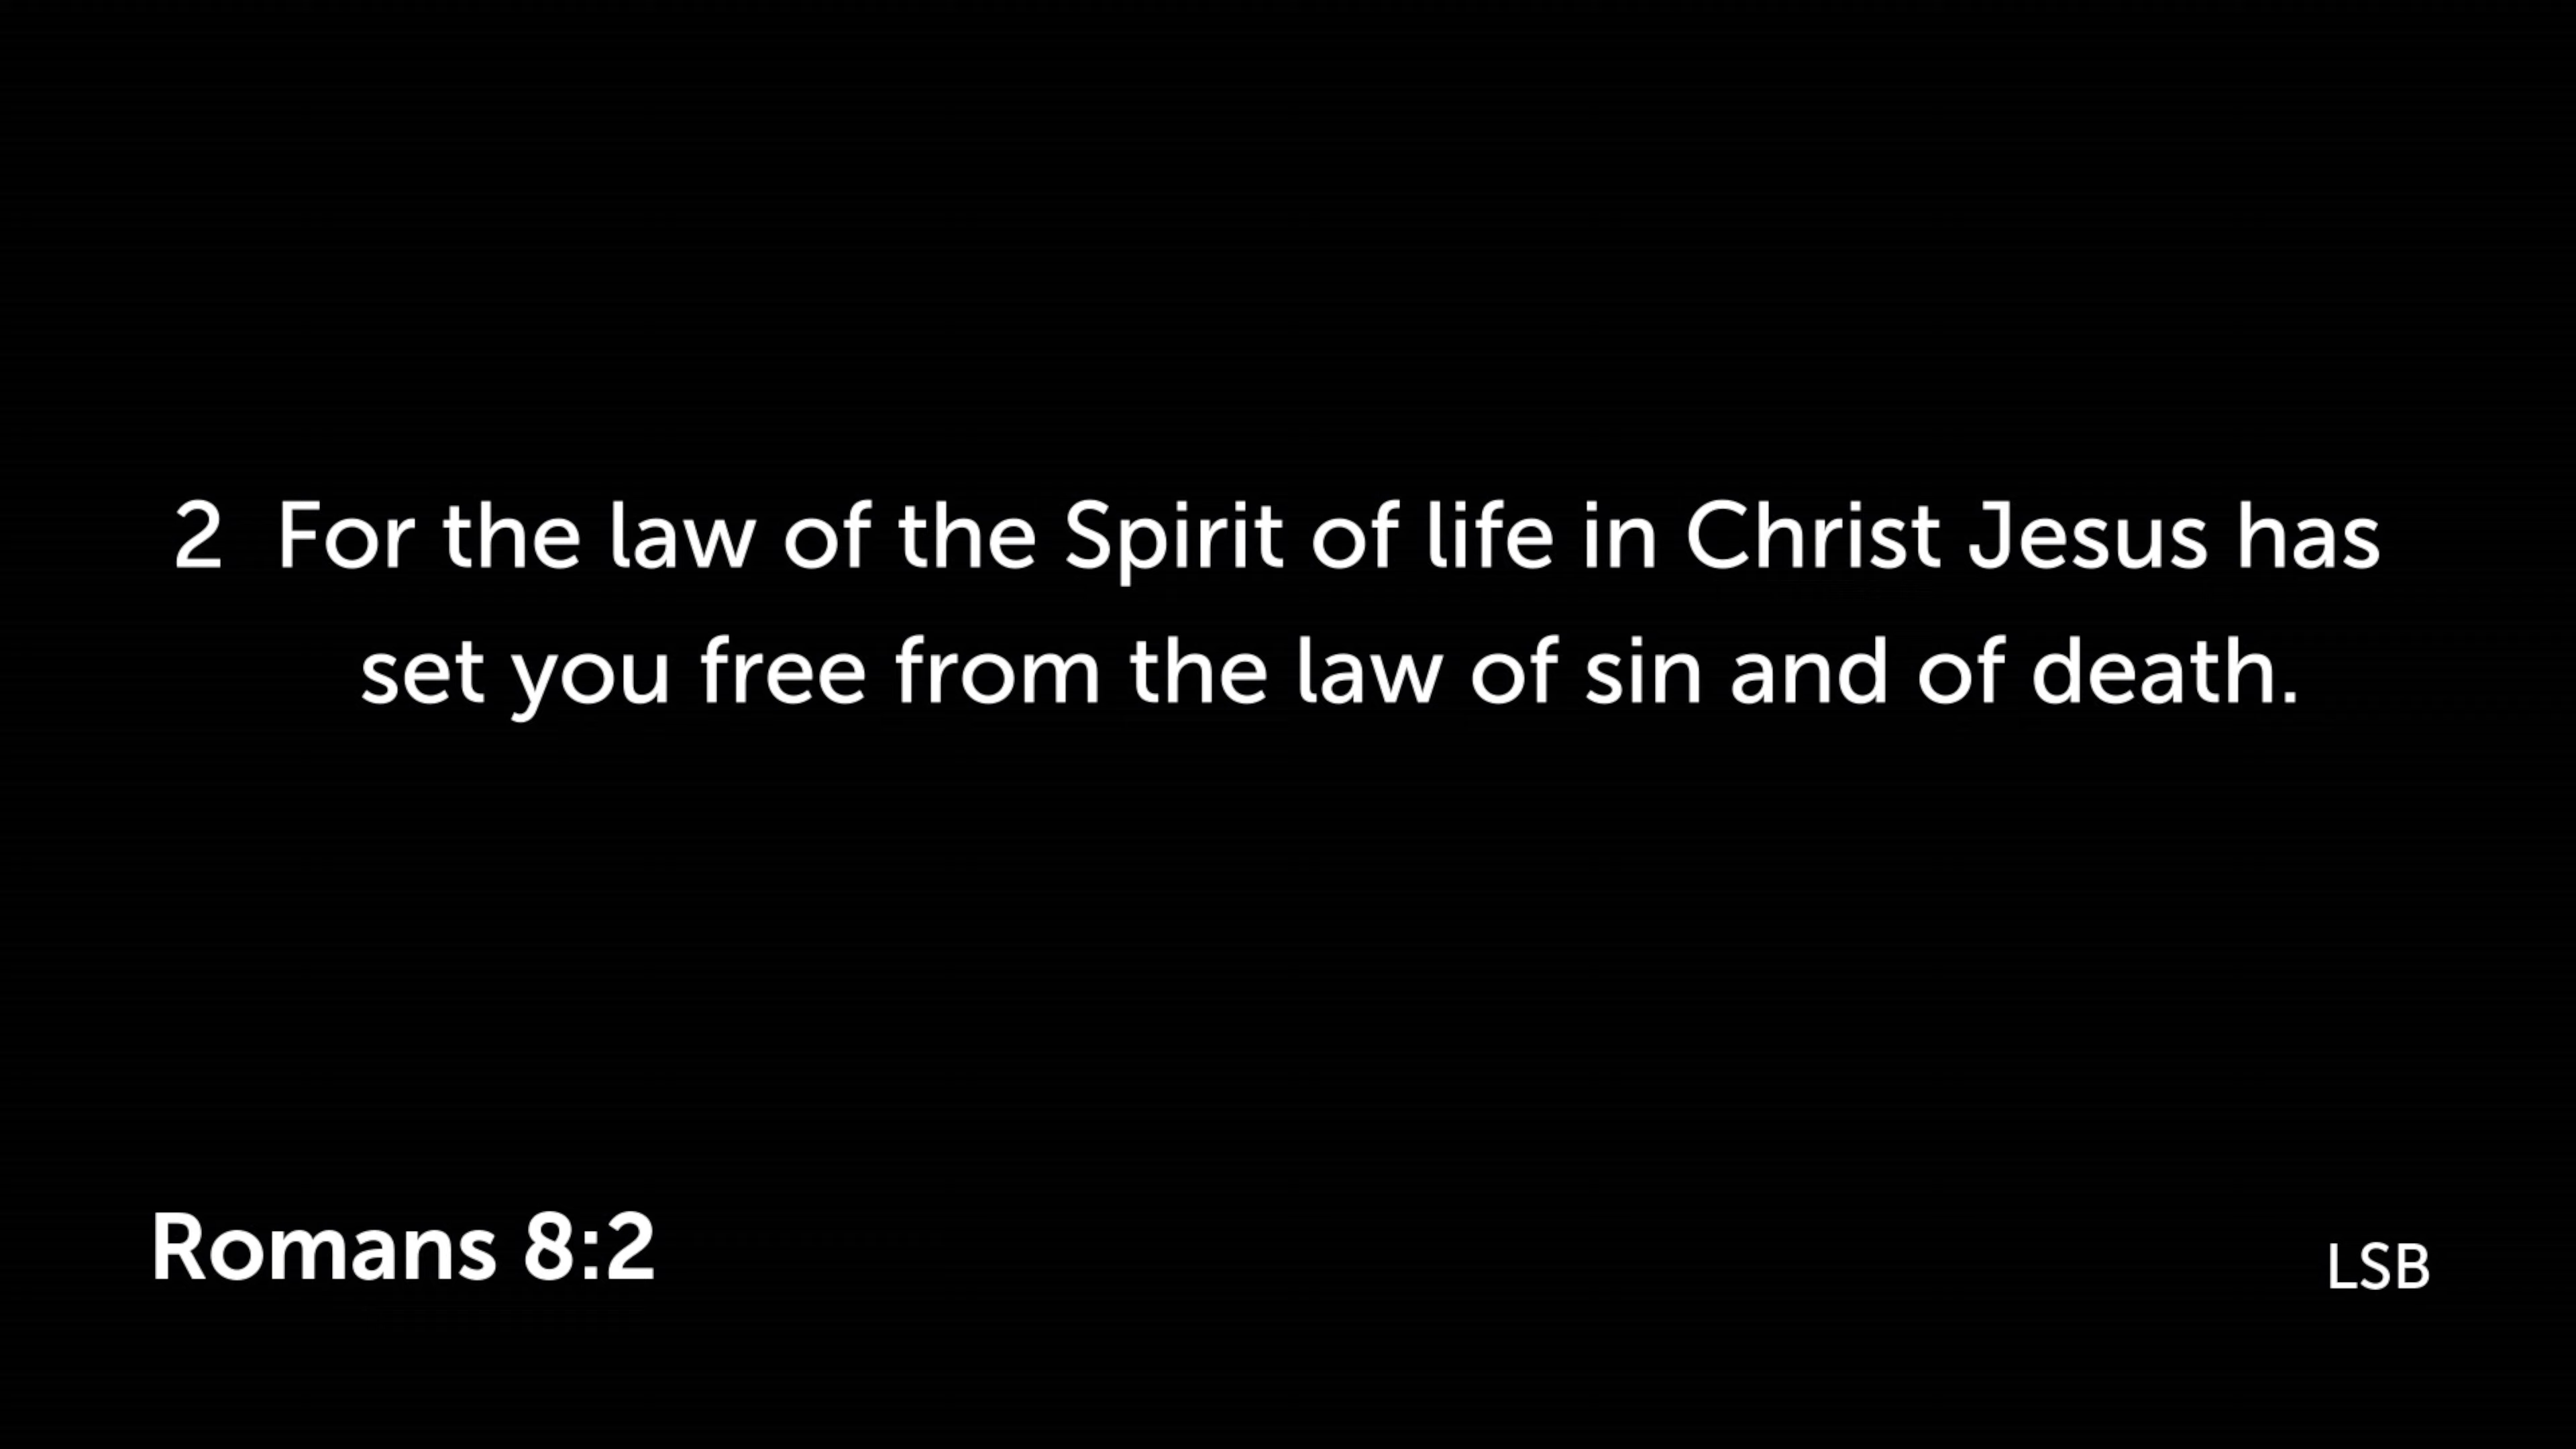 2 For the law of the Spirit of life in Christ Jesus has
set you free from the law of sin and of death.
Romans 8:2
LSB